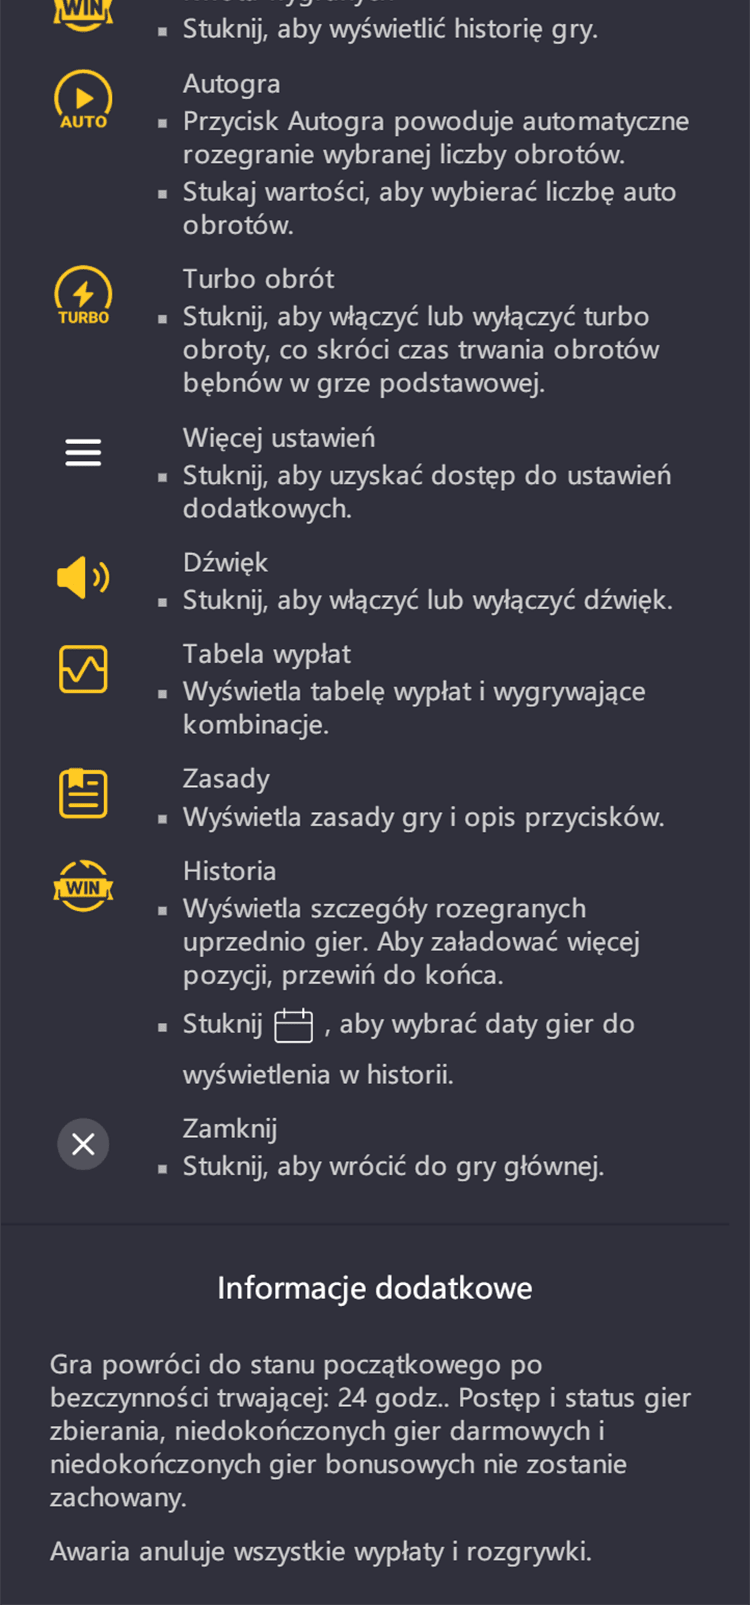 WIN
Stuknij, aby wyświetlić historię gry.
Autogra
AUTO
Przycisk Autogra powoduje automatyczne
rozegranie wybranej liczby obrotów.
Stukaj wartości, aby wybierać liczbę auto
obrotów.
Turbo obrót
TURBO
Stuknij, aby włączyć lub wyłączyć turbo
obroty, co skróci czas trwania obrotów
bębnów w grze podstawowej.
Więcej ustawień
Stuknij, aby uzyskać dostęp do ustawień
dodatkowych.
Dźwięk
Stuknij, aby włączyć lub wyłączyć dźwięk.
Tabela wypłat
Wyświetla tabelę wypłat i wygrywające
kombinacje.
Zasady
Wyświetla zasady gry i opis przycisków.
Historia
WIN
Wyświetla szczegóły rozegranych
uprzednio gier. Aby załadować więcej
pozycji, przewiń do końca.
Stuknij , aby wybrać daty gier do
wyświetlenia w historii.
Zamknij
Stuknij, aby wrócić do gry głównej.
Informacje dodatkowe
Gra powróci do stanu początkowego po
bezczynności trwającej: 24 godz.. Postęp i status gier
zbierania, niedokończonych gier darmowych i
niedokończonych gier bonusowych nie zostanie
zachowany.
Awaria anuluje wszystkie wypłaty i rozgrywki.